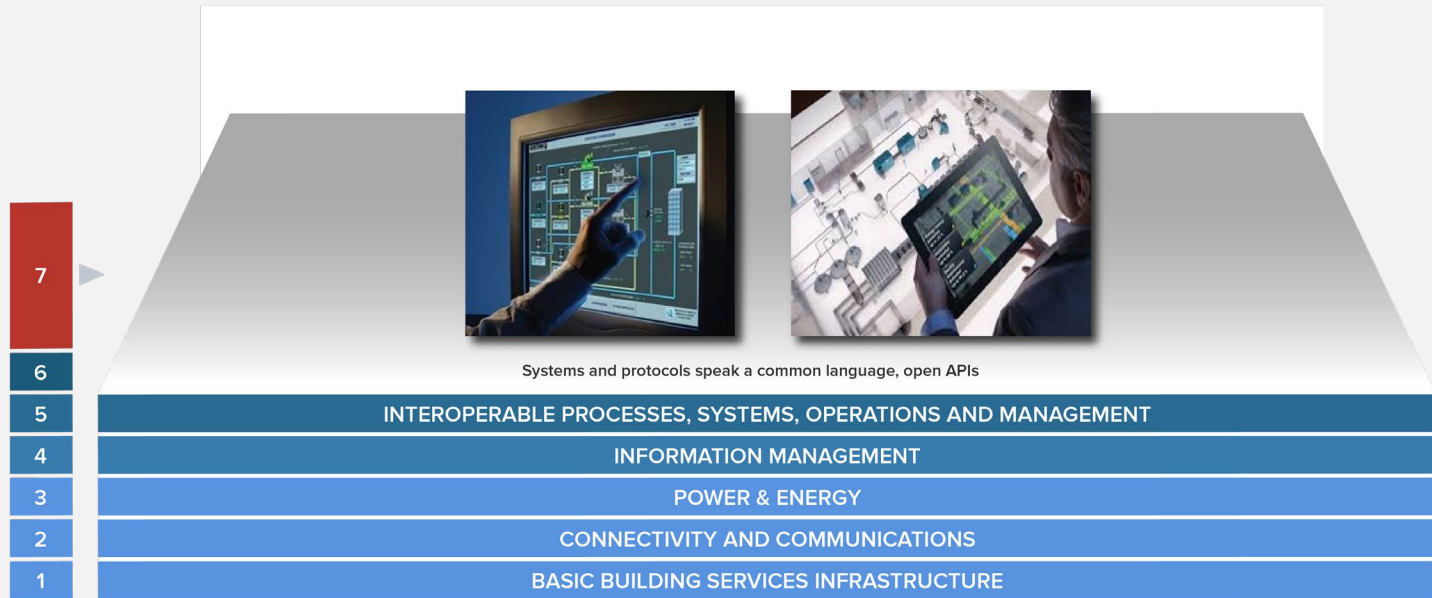 7
6
Systems and protocols speak a common language, open APIs
5
INTEROPERABLE PROCESSES, SYSTEMS, OPERATIONS AND MANAGEMENT
4
INFORMATION MANAGEMENT
3
POWER & ENERGY
2
CONNECTIVITY AND COMMUNICATIONS
1
BASIC BUILDING SERVICES INFRASTRUCTURE